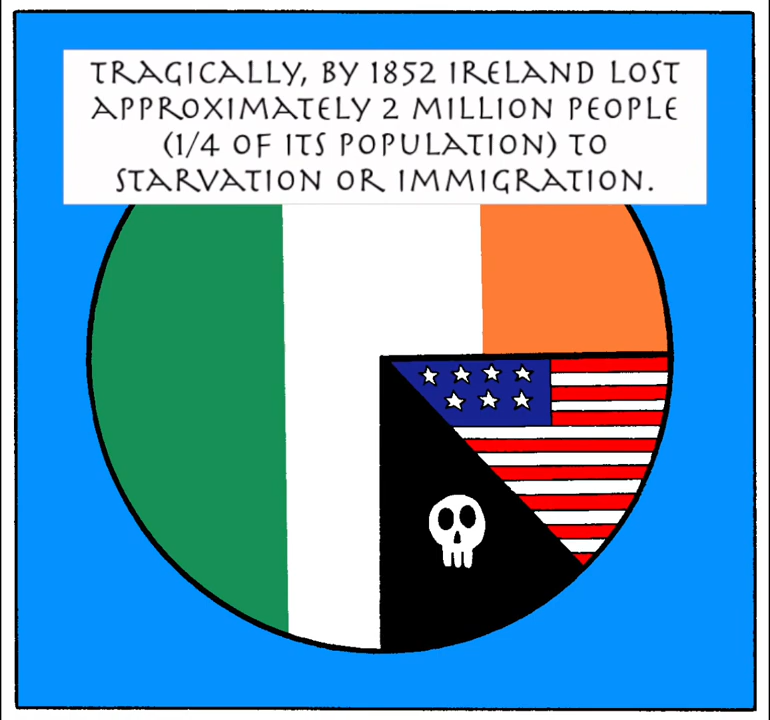 TRAGICALLY, BY 1852 IRELAND LOST
APPROXIMATELY 2 MILLION PEOPLE
(1/4 OF ITS POPULATION) TO
STARVATION OR IMMIGRATION.